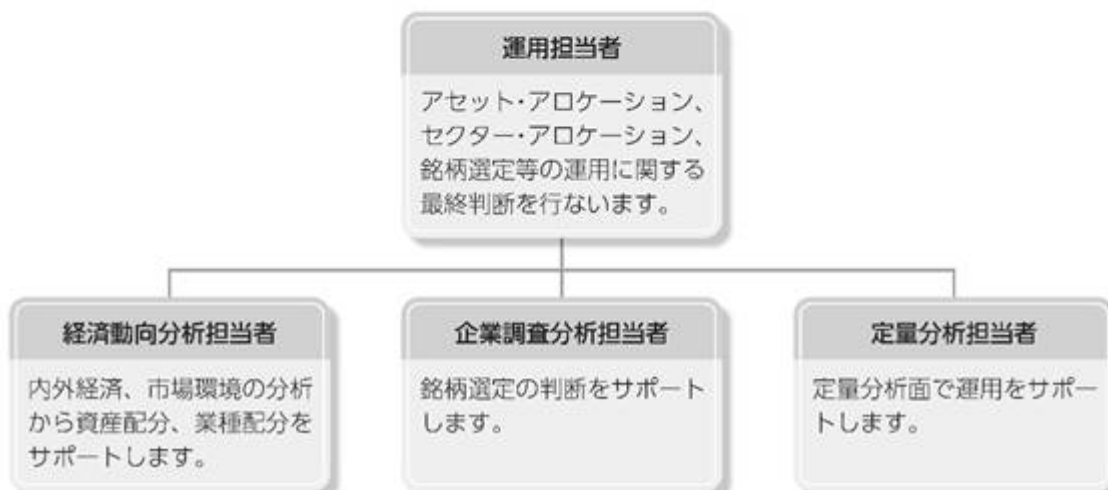 運用担当者
アセット・アロケーション、
セクター・アロケーション、
銘柄選定等の運用に関する
最終判断を行ないます。
経済動向分析担当者
内外経済、市場環境の分析
から資産配分、業種配分を
サポートします。
企業調査分析担当者
銘柄選定の判断をサポート
します。
定量分析担当者
定量分析面で運用をサポー
トします。